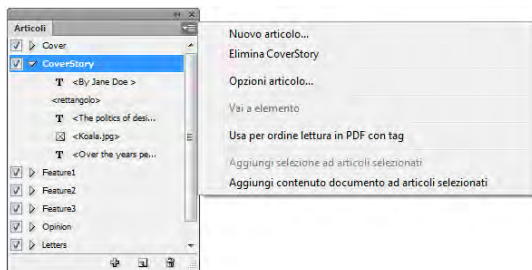 Articoli
Cover
CoverStory
T <By Jane Doe >
<rettangolo>
T <The politics of desi...
<Koala.jpg>
T <Over the years pe...
Feature1
Feature2
Feature3
Opinion
Letters
Nuovo articolo...
Elimina CoverStory
Opzioni articolo...
Vai a elemento
Usa per ordine lettura in PDF con tag
Aggiungi selezione ad articoli selezionati
Aggiungi contenuto documento ad articoli selezionati